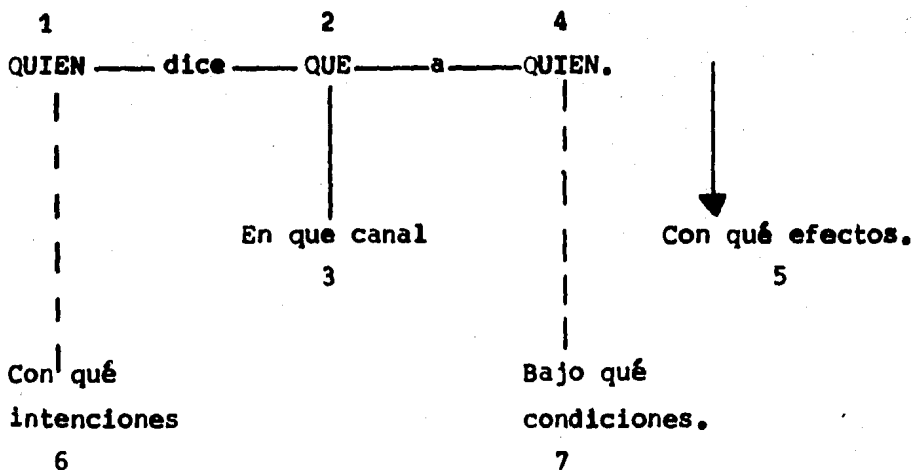 1 2 4
QUIEN dice QUE a QUIEN.
En que canal Con qué efectos.
3 5
Con qué Bajo qué
intenciones condiciones.
6 7